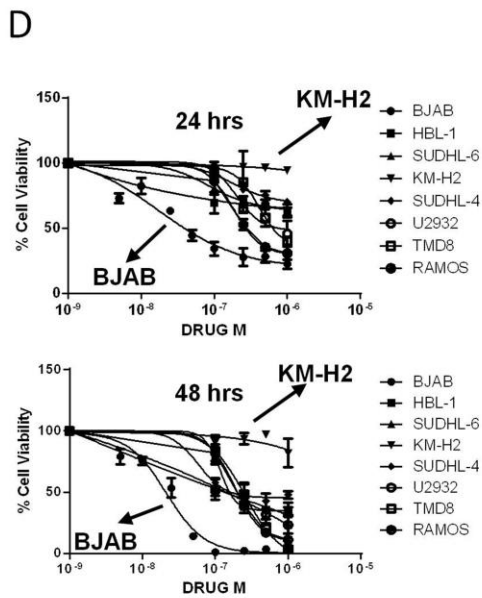 D
150
100
50
0
% Cell Viability
24 hrs
KM-H2
BJAB
10-9
10-8
10-7
10-6
10-5
DRUG M
BJAB
HBL-1
SUDHL-6
KM-H2
SUDHL-4
U2932
TMD8
RAMOS
150
100
50
0
% Cell Viability
48 hrs
KM-H2
BJAB
10-9
10-8
10-7
10-6
10-5
DRUG M
BJAB
HBL-1
SUDHL-6
KM-H2
SUDHL-4
U2932
TMD8
RAMOS